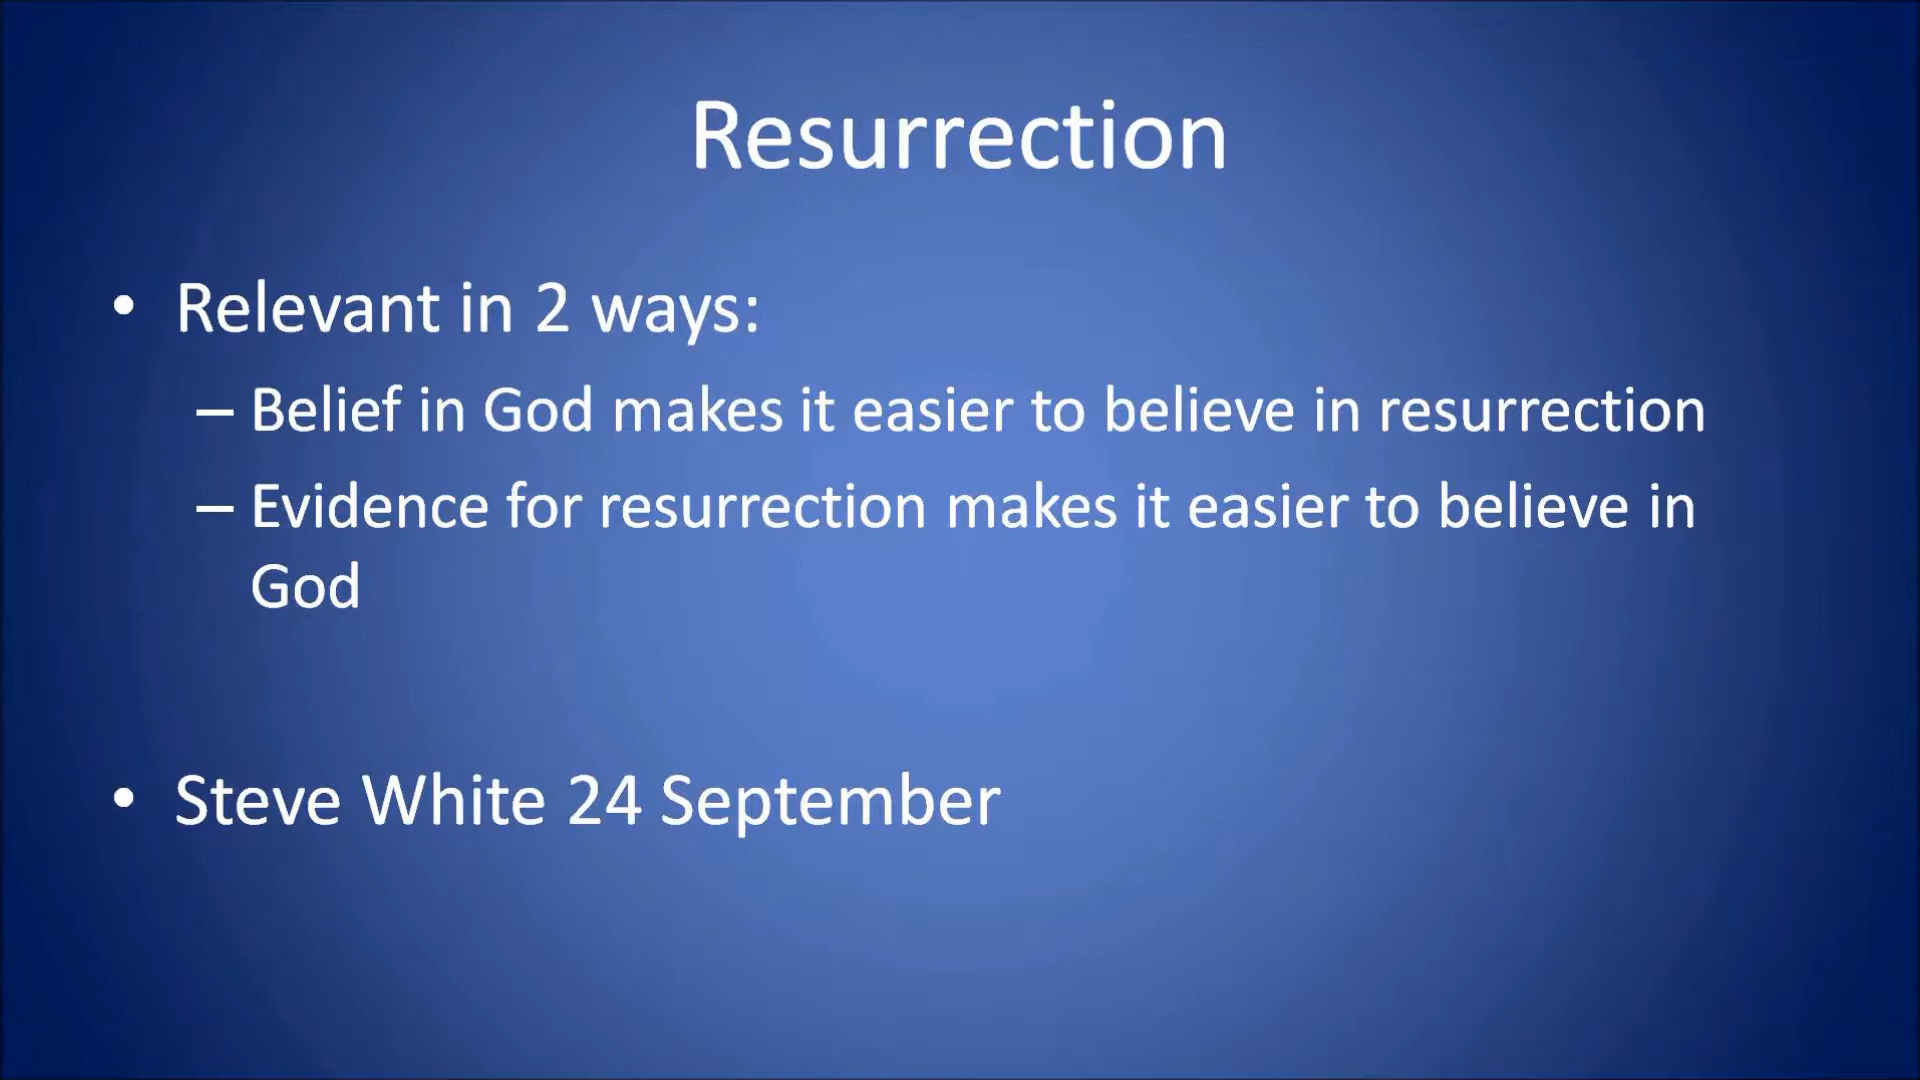 Resurrection
• Relevant in 2 ways:
– Belief in God makes it easier to believe in resurrection
– Evidence for resurrection makes it easier to believe in
God
• Steve White 24 September